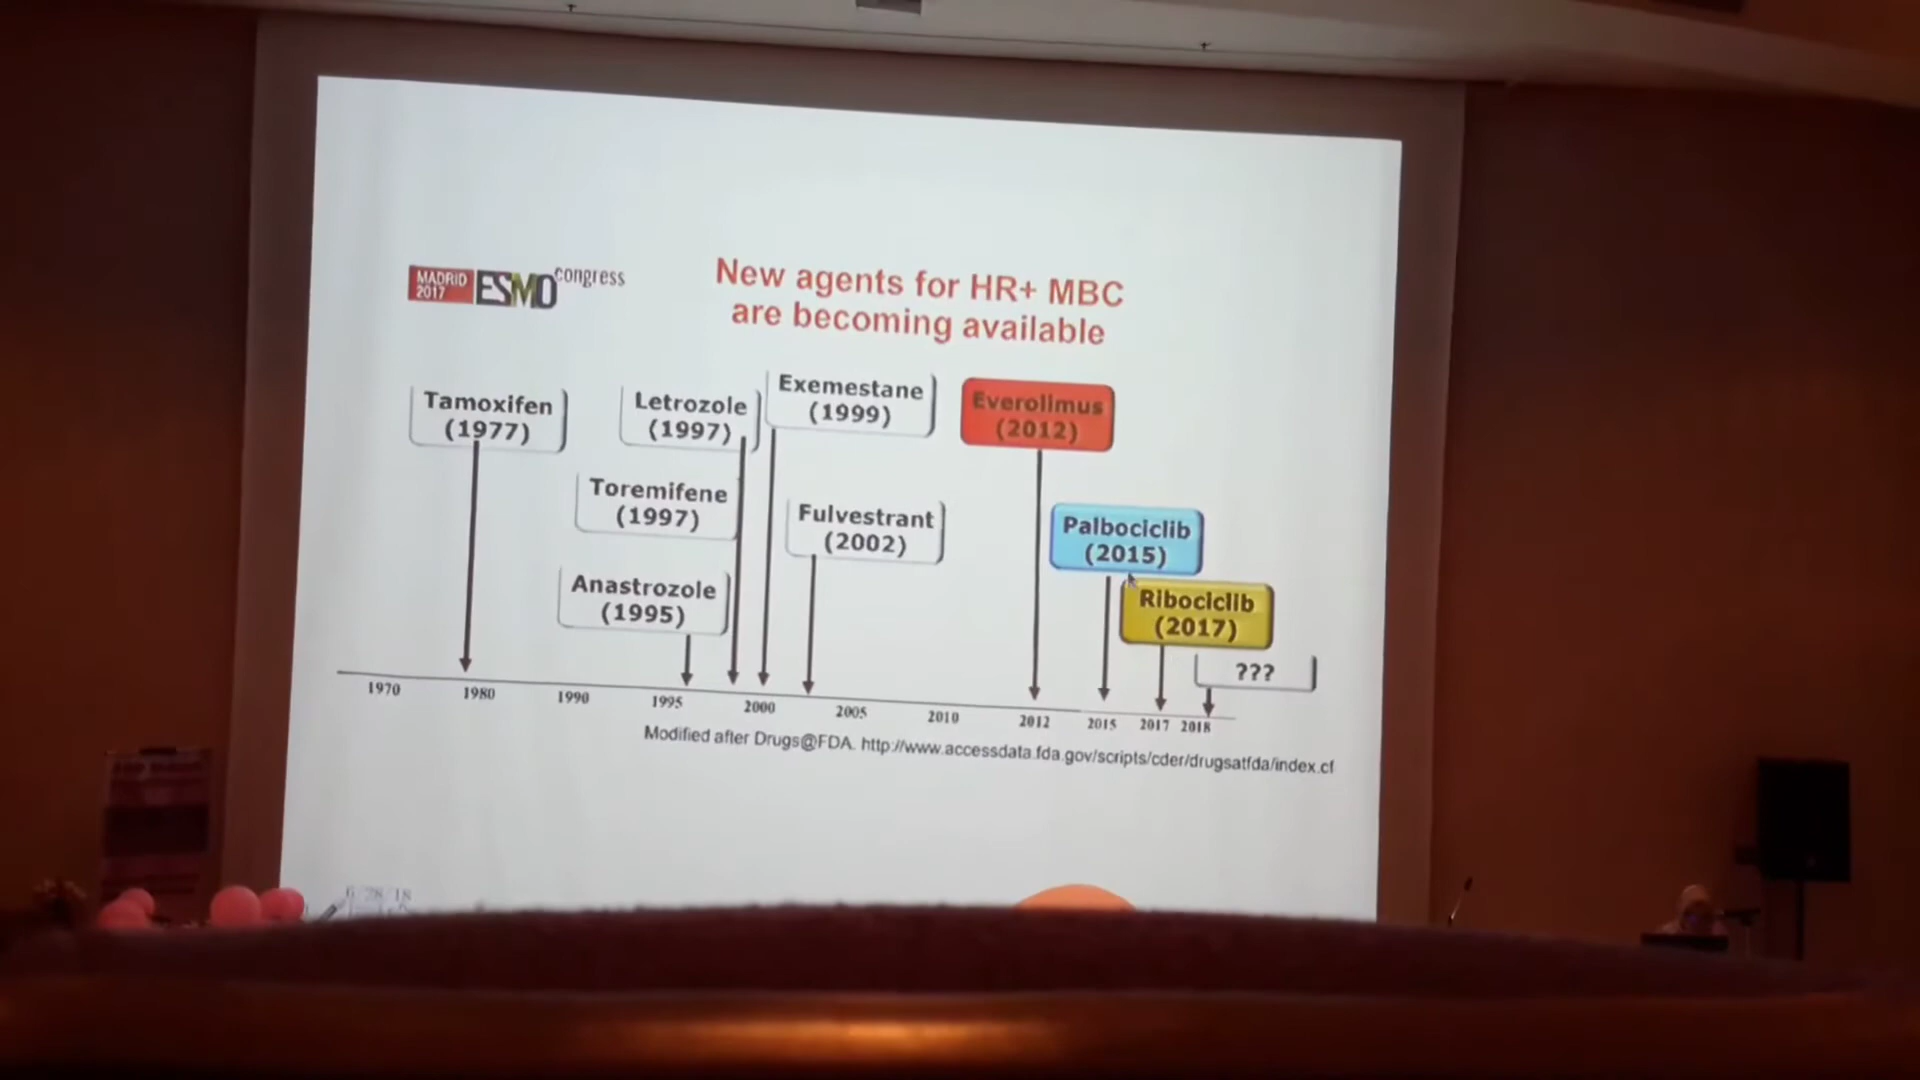 MADRID
2017
ESMO congress
New agents for HR+ MBC
are becoming available
Tamoxifen
(1977)
Letrozole
(1997)
Exemestane
(1999)
Everolimus
(2012)
Toremifene
(1997)
Fulvestrant
(2002)
Palbociclib
(2015)
Anastrozole
(1995)
Ribociclib
(2017)
???
1970 1980 1990 1995 2000 2005 2010 2012 2015 2017 2018
Modified after Drugs@FDA. http://www.accessdata.fda.gov/scripts/cder/drugsatfda/index.cf